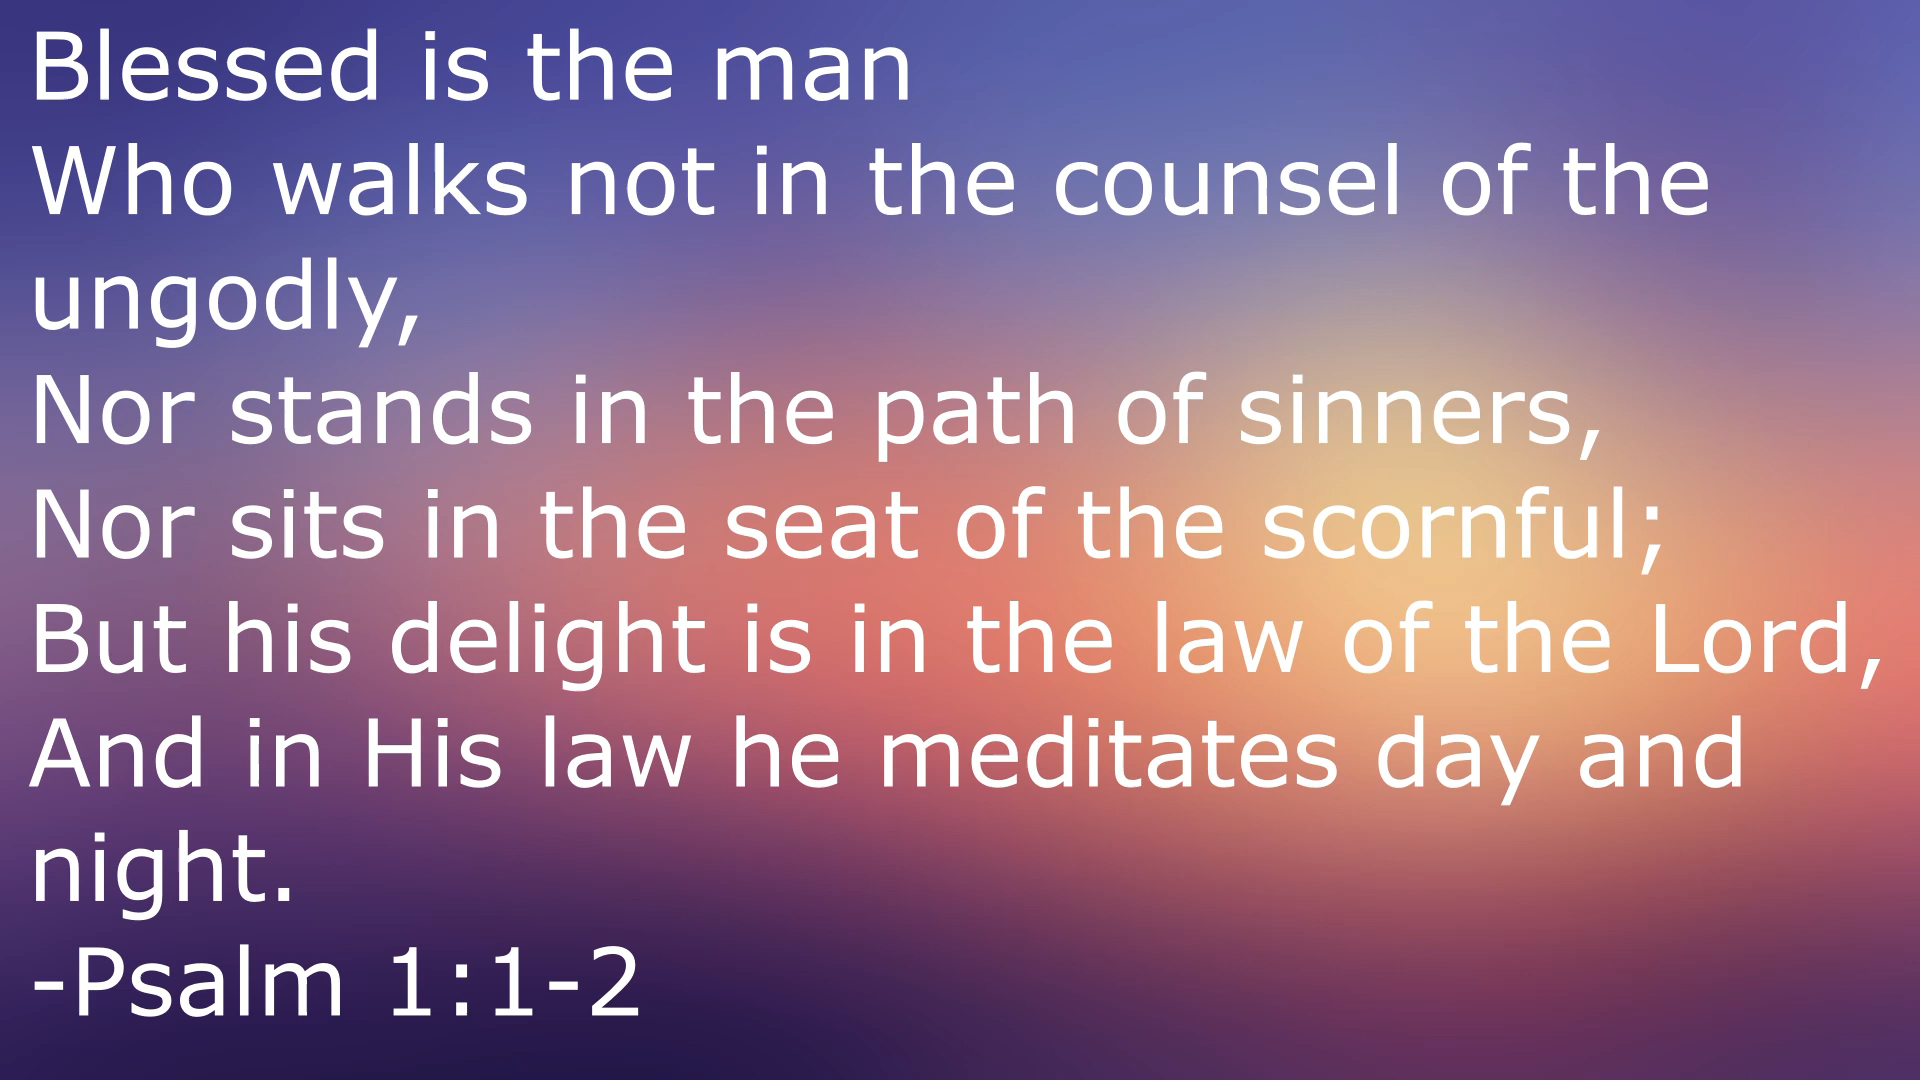 Blessed is the man
Who walks not in the counsel of the
ungodly,
Nor stands in the path of sinners,
Nor sits in the seat of the scornful;
But his delight is in the law of the Lord,
And in His law he meditates day and
night.
-Psalm 1:1-2